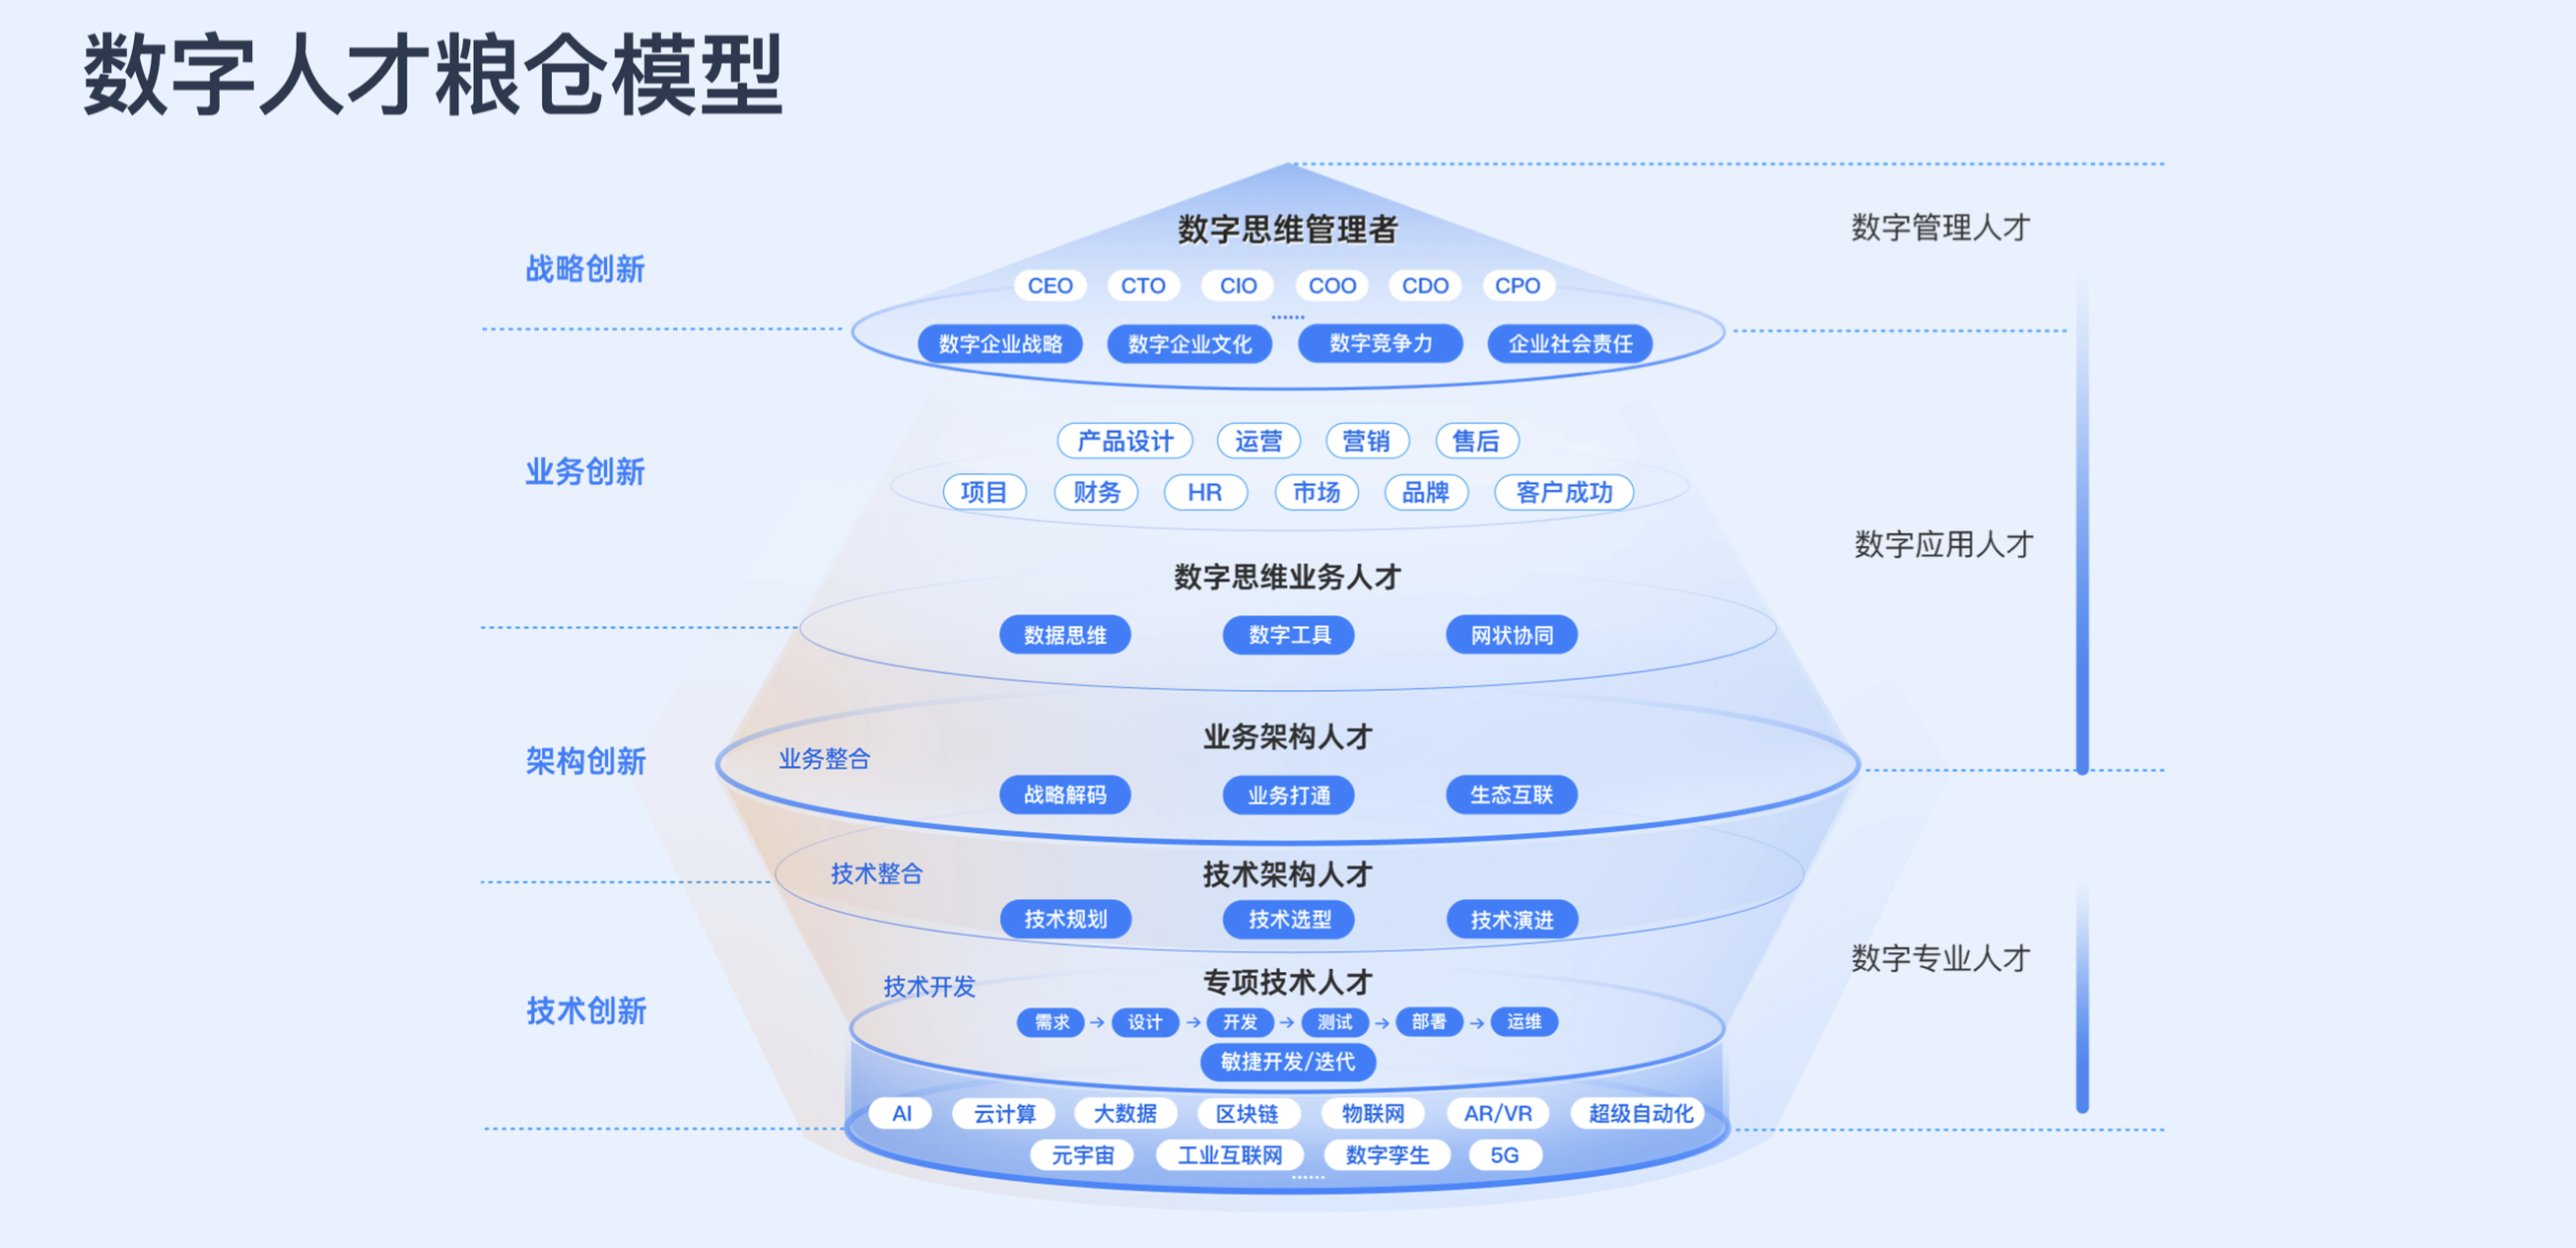 数字人才粮仓模型
数字思维管理者
数字管理人才
战略创新
CEO CTO CIO COO CDO CPO
......
数字企业战略 数字企业文化 数字竞争力 企业社会责任
产品设计 运营 营销 售后
业务创新
项目 财务 HR 市场 品牌 客户成功
数字应用人才
数字思维业务人才
数据思维 数字工具 网状协同
业务架构人才
架构创新
业务整合
战略解码 业务打通 生态互联
技术整合
技术架构人才
技术规划 技术选型 技术演进
数字专业人才
技术开发
专项技术人才
技术创新
需求 → 设计 → 开发 → 测试 → 部署 → 运维
敏捷开发/迭代
AI 云计算 大数据 区块链 物联网 AR/VR 超级自动化
元宇宙 工业互联网 数字孪生 5G
......